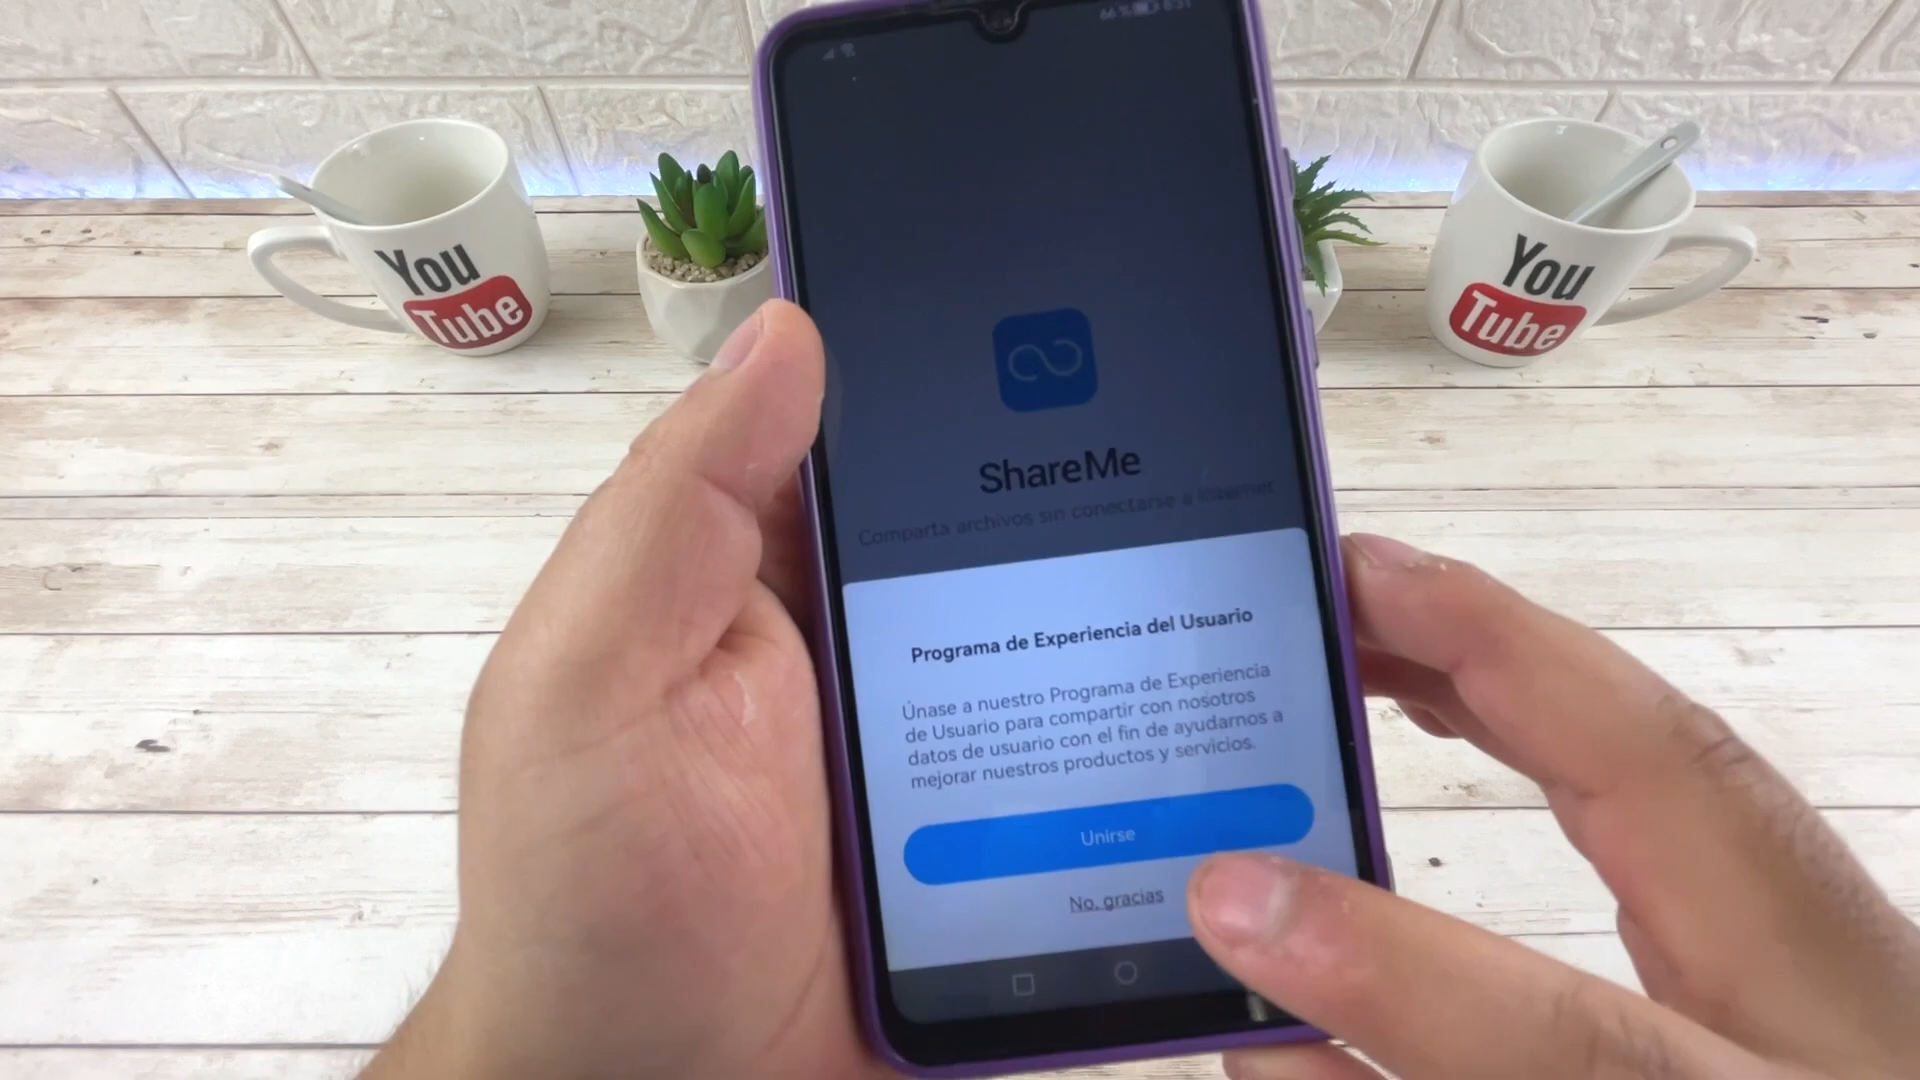 66 %
You
Tube
You
Tube
ShareMe
Comparta archivos sin conectarse a Internet
Programa de Experiencia del Usuario
Únase a nuestro Programa de Experiencia
de Usuario para compartir con nosotros
datos de usuario con el fin de ayudarnos a
mejorar nuestros productos y servicios.
Unirse
No, gracias